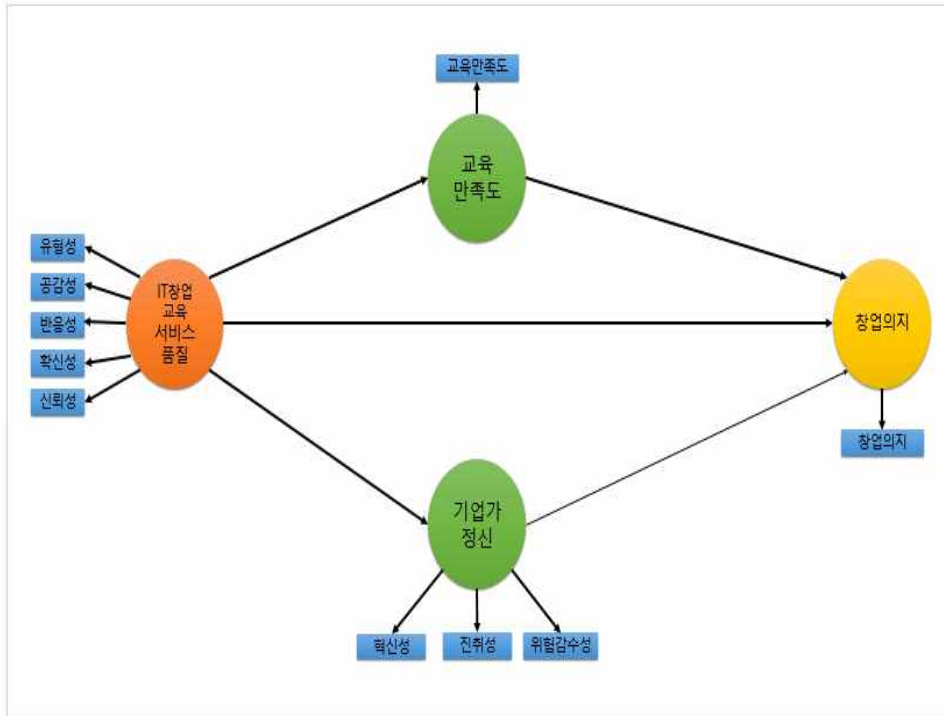 교육만족도
교육
만족도
유형성
공감성
반응성
확신성
신뢰성
IT창업
교육
서비스
품질
창업의지
창업의지
기업가
정신
혁신성
진취성
위험감수성